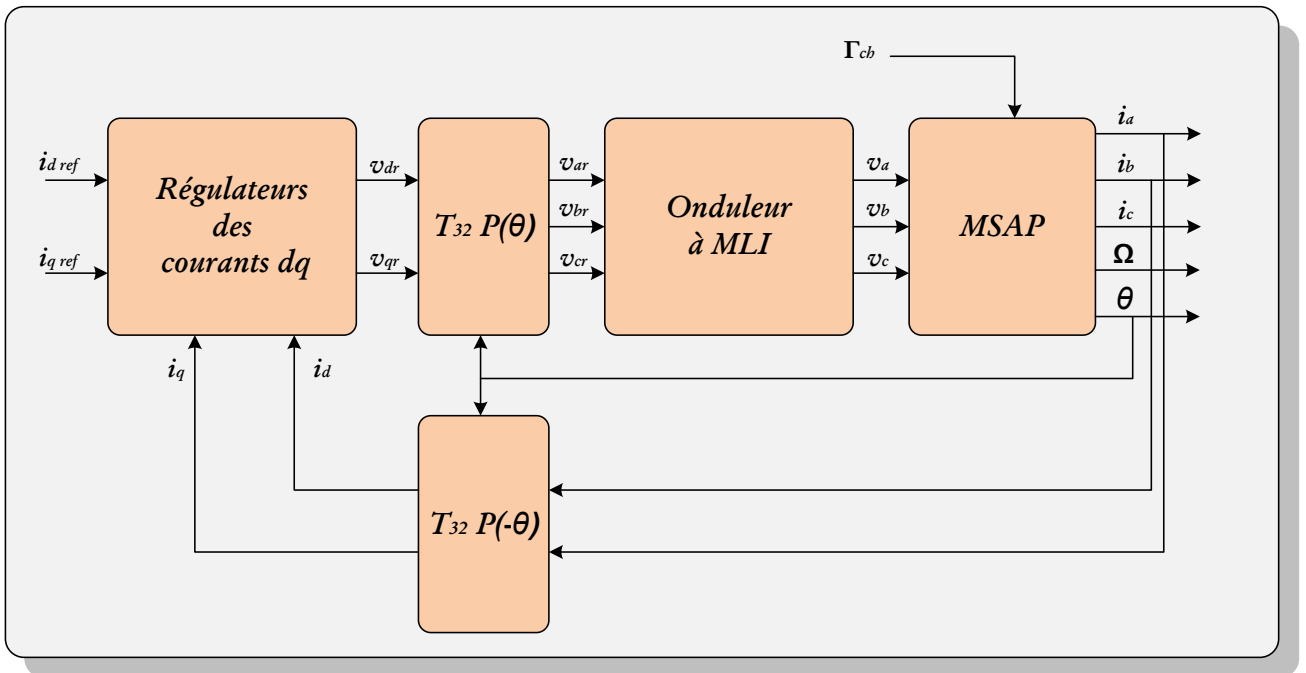 Γch
id ref
iq ref
Régulateurs
des
courants dq
vdr
vqr
T32 P(θ)
var
vbr
vcr
Onduleur
à MLI
va
vb
vc
MSAP
ia
ib
ic
Ω
θ
iq
id
T32 P(-θ)